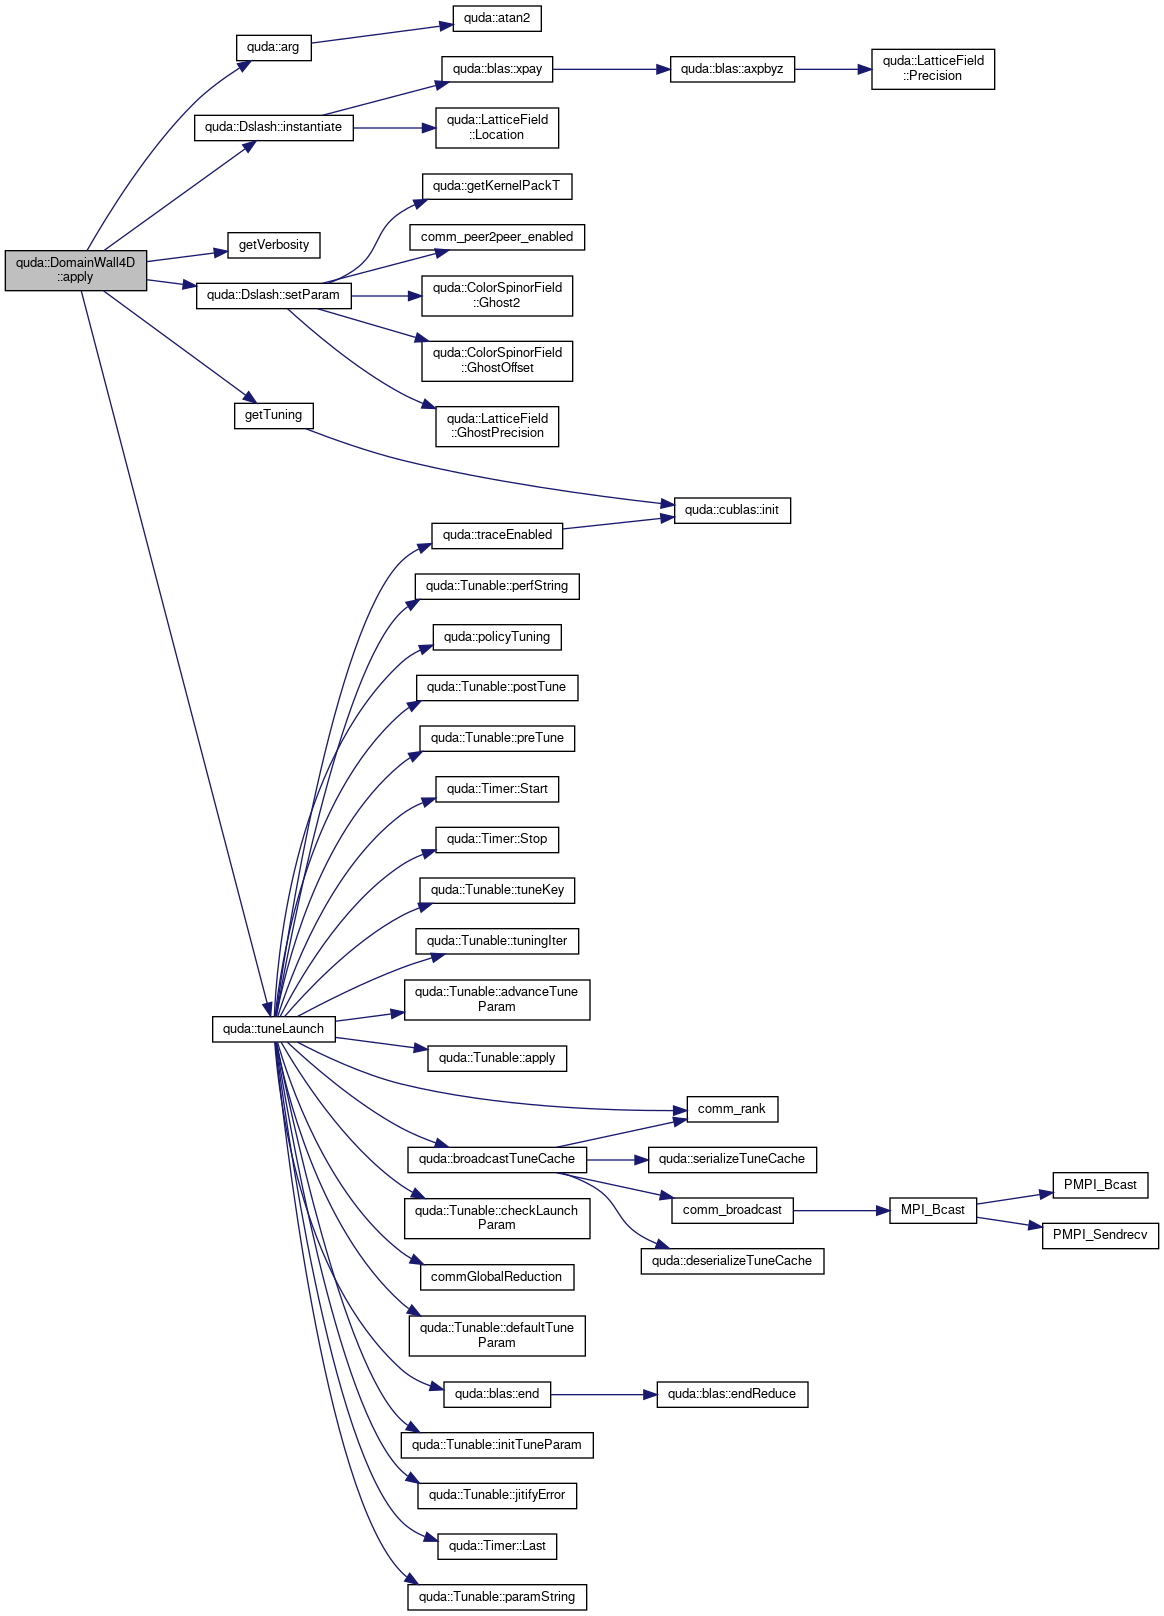 quda::atan2
quda::arg
quda::blas::xpay
quda::blas::axpbyz
quda::LatticeField
::Precision
quda::Dslash::instantiate
quda::LatticeField
::Location
quda::getKernelPackT
comm_peer2peer_enabled
getVerbosity
quda::DomainWall4D
::apply
quda::Dslash::setParam
quda::ColorSpinorField
::Ghost2
quda::ColorSpinorField
::GhostOffset
getTuning
quda::LatticeField
::GhostPrecision
quda::cublas::init
quda::traceEnabled
quda::Tunable::perfString
quda::policyTuning
quda::Tunable::postTune
quda::Tunable::preTune
quda::Timer::Start
quda::Timer::Stop
quda::Tunable::tuneKey
quda::Tunable::tuningIter
quda::Tunable::advanceTune
Param
quda::tuneLaunch
quda::Tunable::apply
comm_rank
quda::broadcastTuneCache
quda::serializeTuneCache
PMPI_Bcast
quda::Tunable::checkLaunch
Param
comm_broadcast
MPI_Bcast
PMPI_Sendrecv
quda::deserializeTuneCache
commGlobalReduction
quda::Tunable::defaultTune
Param
quda::blas::end
quda::blas::endReduce
quda::Tunable::initTuneParam
quda::Tunable::jitifyError
quda::Timer::Last
quda::Tunable::paramString